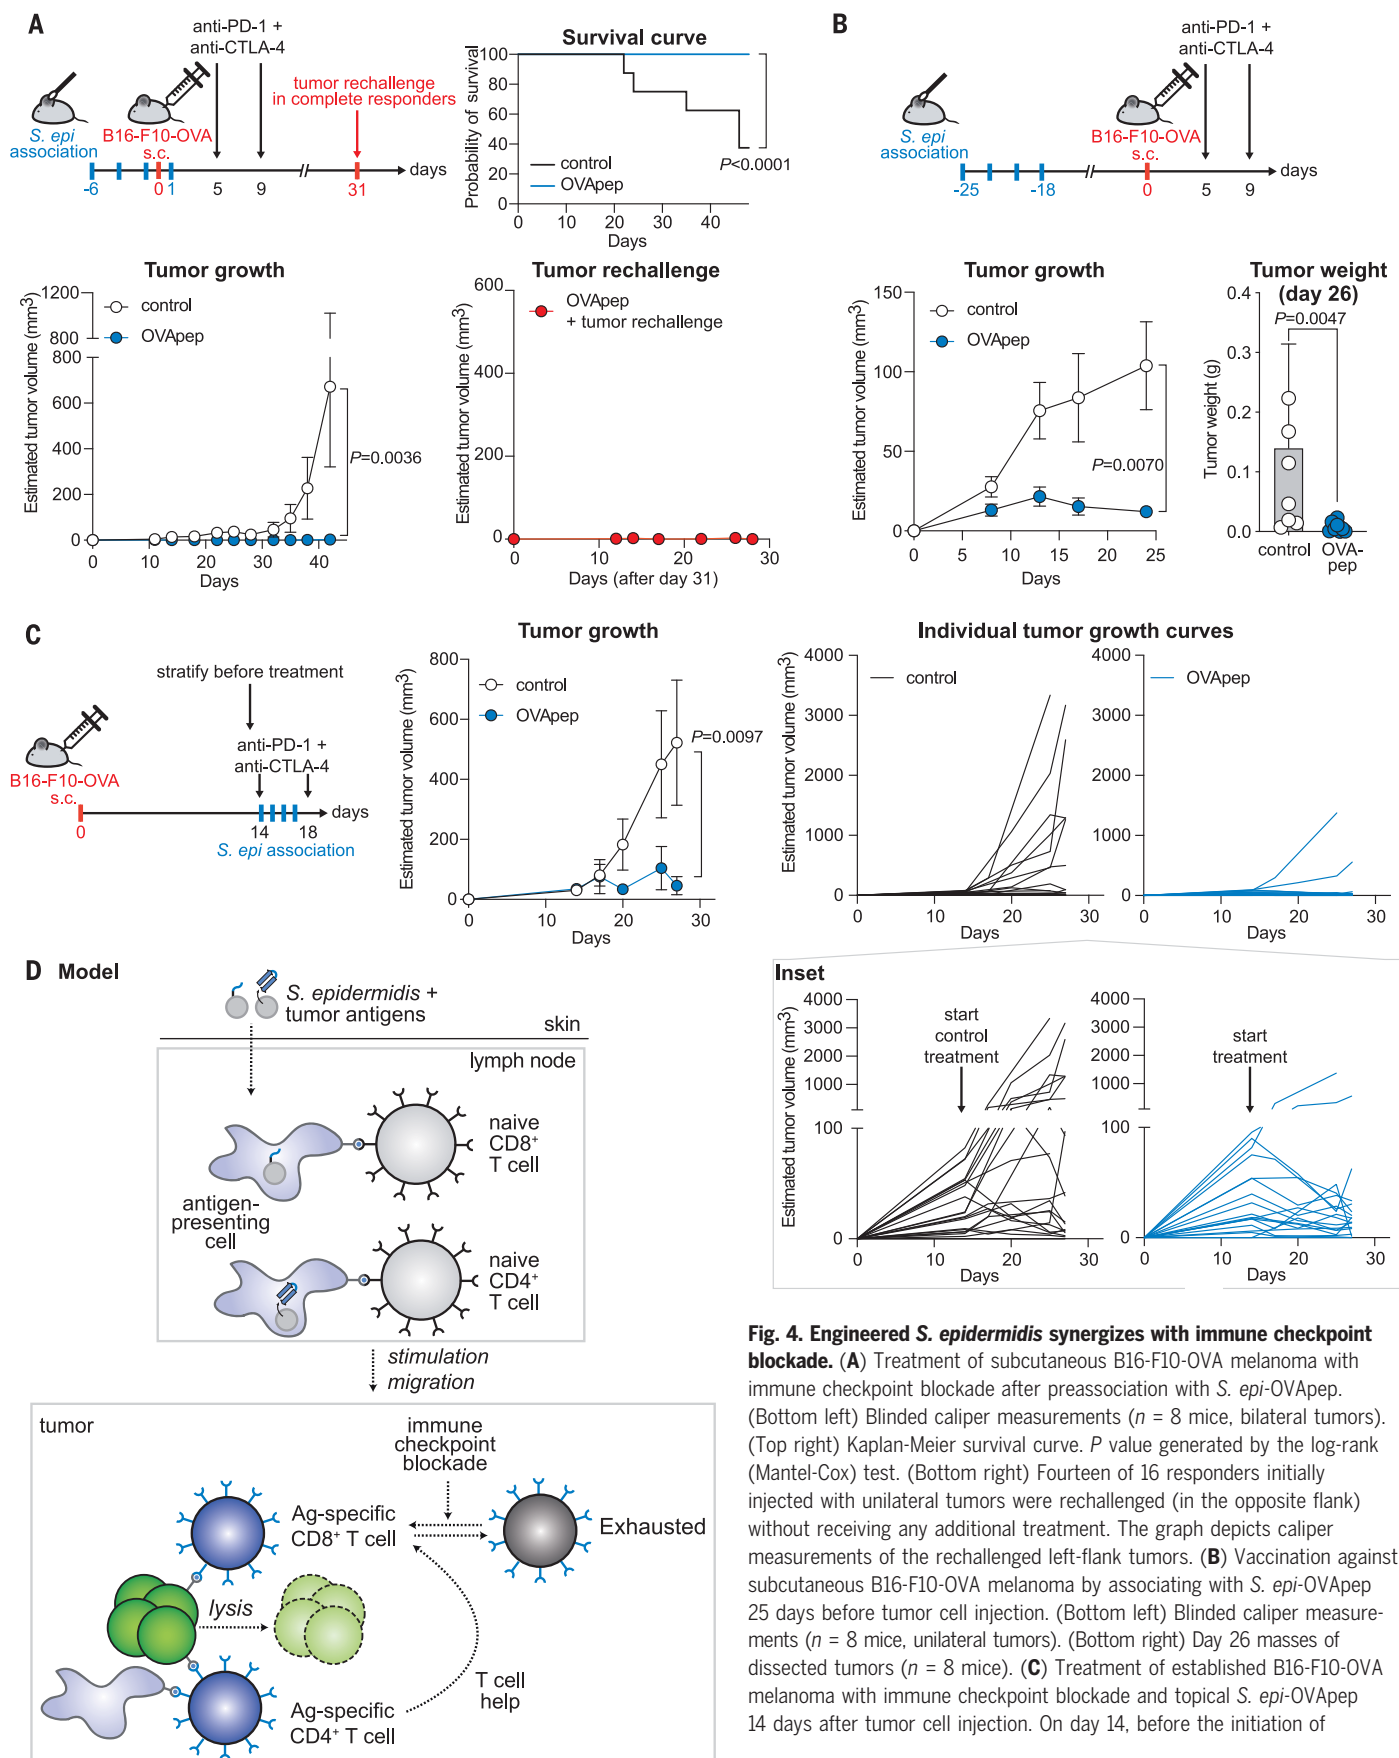 A
anti-PD-1 +
anti-CTLA-4
tumor rechallenge
in complete responders
S. epi
association
B16-F10-OVA
s.c.
days
-6
0
1
5
9
31
Survival curve
Probability of survival
100
80
60
40
20
0
control
OVApep
P<0.0001
0
10
20
30
40
Days
Tumor growth
Estimated tumor volume (mm3)
1200
800
800
600
400
200
0
control
OVApep
P=0.0036
0
10
20
30
40
Days
Tumor rechallenge
Estimated tumor volume (mm3)
600
400
200
0
OVApep
+ tumor rechallenge
0
10
20
30
Days (after day 31)
B
anti-PD-1 +
anti-CTLA-4
S. epi
association
B16-F10-OVA
s.c.
days
-25
-18
0
5
9
Tumor growth
Estimated tumor volume (mm3)
150
100
50
0
control
OVApep
P=0.0070
0
5
10
15
20
25
Days
Tumor weight
(day 26)
Tumor weight (g)
0.4
0.3
0.2
0.1
0.0
P=0.0047
control
OVA-
pep
C
stratify before treatment
anti-PD-1 +
anti-CTLA-4
B16-F10-OVA
s.c.
days
0
14
18
S. epi association
Tumor growth
Estimated tumor volume (mm3)
800
600
400
200
0
control
OVApep
P=0.0097
0
10
20
30
Days
Individual tumor growth curves
Estimated tumor volume (mm3)
4000
3000
2000
1000
0
control
0
10
20
30
Days
4000
3000
2000
1000
0
OVApep
0
10
20
30
Days
Inset
Estimated tumor volume (mm3)
4000
3000
2000
1000
100
0
start
control
treatment
0
10
20
30
Days
4000
3000
2000
1000
100
0
start
treatment
0
10
20
30
Days
D Model
S. epidermidis +
tumor antigens
skin
lymph node
naive
CD8+
T cell
antigen-
presenting
cell
naive
CD4+
T cell
stimulation
migration
tumor
immune
checkpoint
blockade
Ag-specific
CD8+ T cell
Exhausted
lysis
T cell
help
Ag-specific
CD4+ T cell
Fig. 4. Engineered S. epidermidis synergizes with immune checkpoint
blockade. (A) Treatment of subcutaneous B16-F10-OVA melanoma with
immune checkpoint blockade after preassociation with S. epi-OVApep.
(Bottom left) Blinded caliper measurements (n = 8 mice, bilateral tumors).
(Top right) Kaplan-Meier survival curve. P value generated by the log-rank
(Mantel-Cox) test. (Bottom right) Fourteen of 16 responders initially
injected with unilateral tumors were rechallenged (in the opposite flank)
without receiving any additional treatment. The graph depicts caliper
measurements of the rechallenged left-flank tumors. (B) Vaccination against
subcutaneous B16-F10-OVA melanoma by associating with S. epi-OVApep
25 days before tumor cell injection. (Bottom left) Blinded caliper measure-
ments (n = 8 mice, unilateral tumors). (Bottom right) Day 26 masses of
dissected tumors (n = 8 mice). (C) Treatment of established B16-F10-OVA
melanoma with immune checkpoint blockade and topical S. epi-OVApep
14 days after tumor cell injection. On day 14, before the initiation of